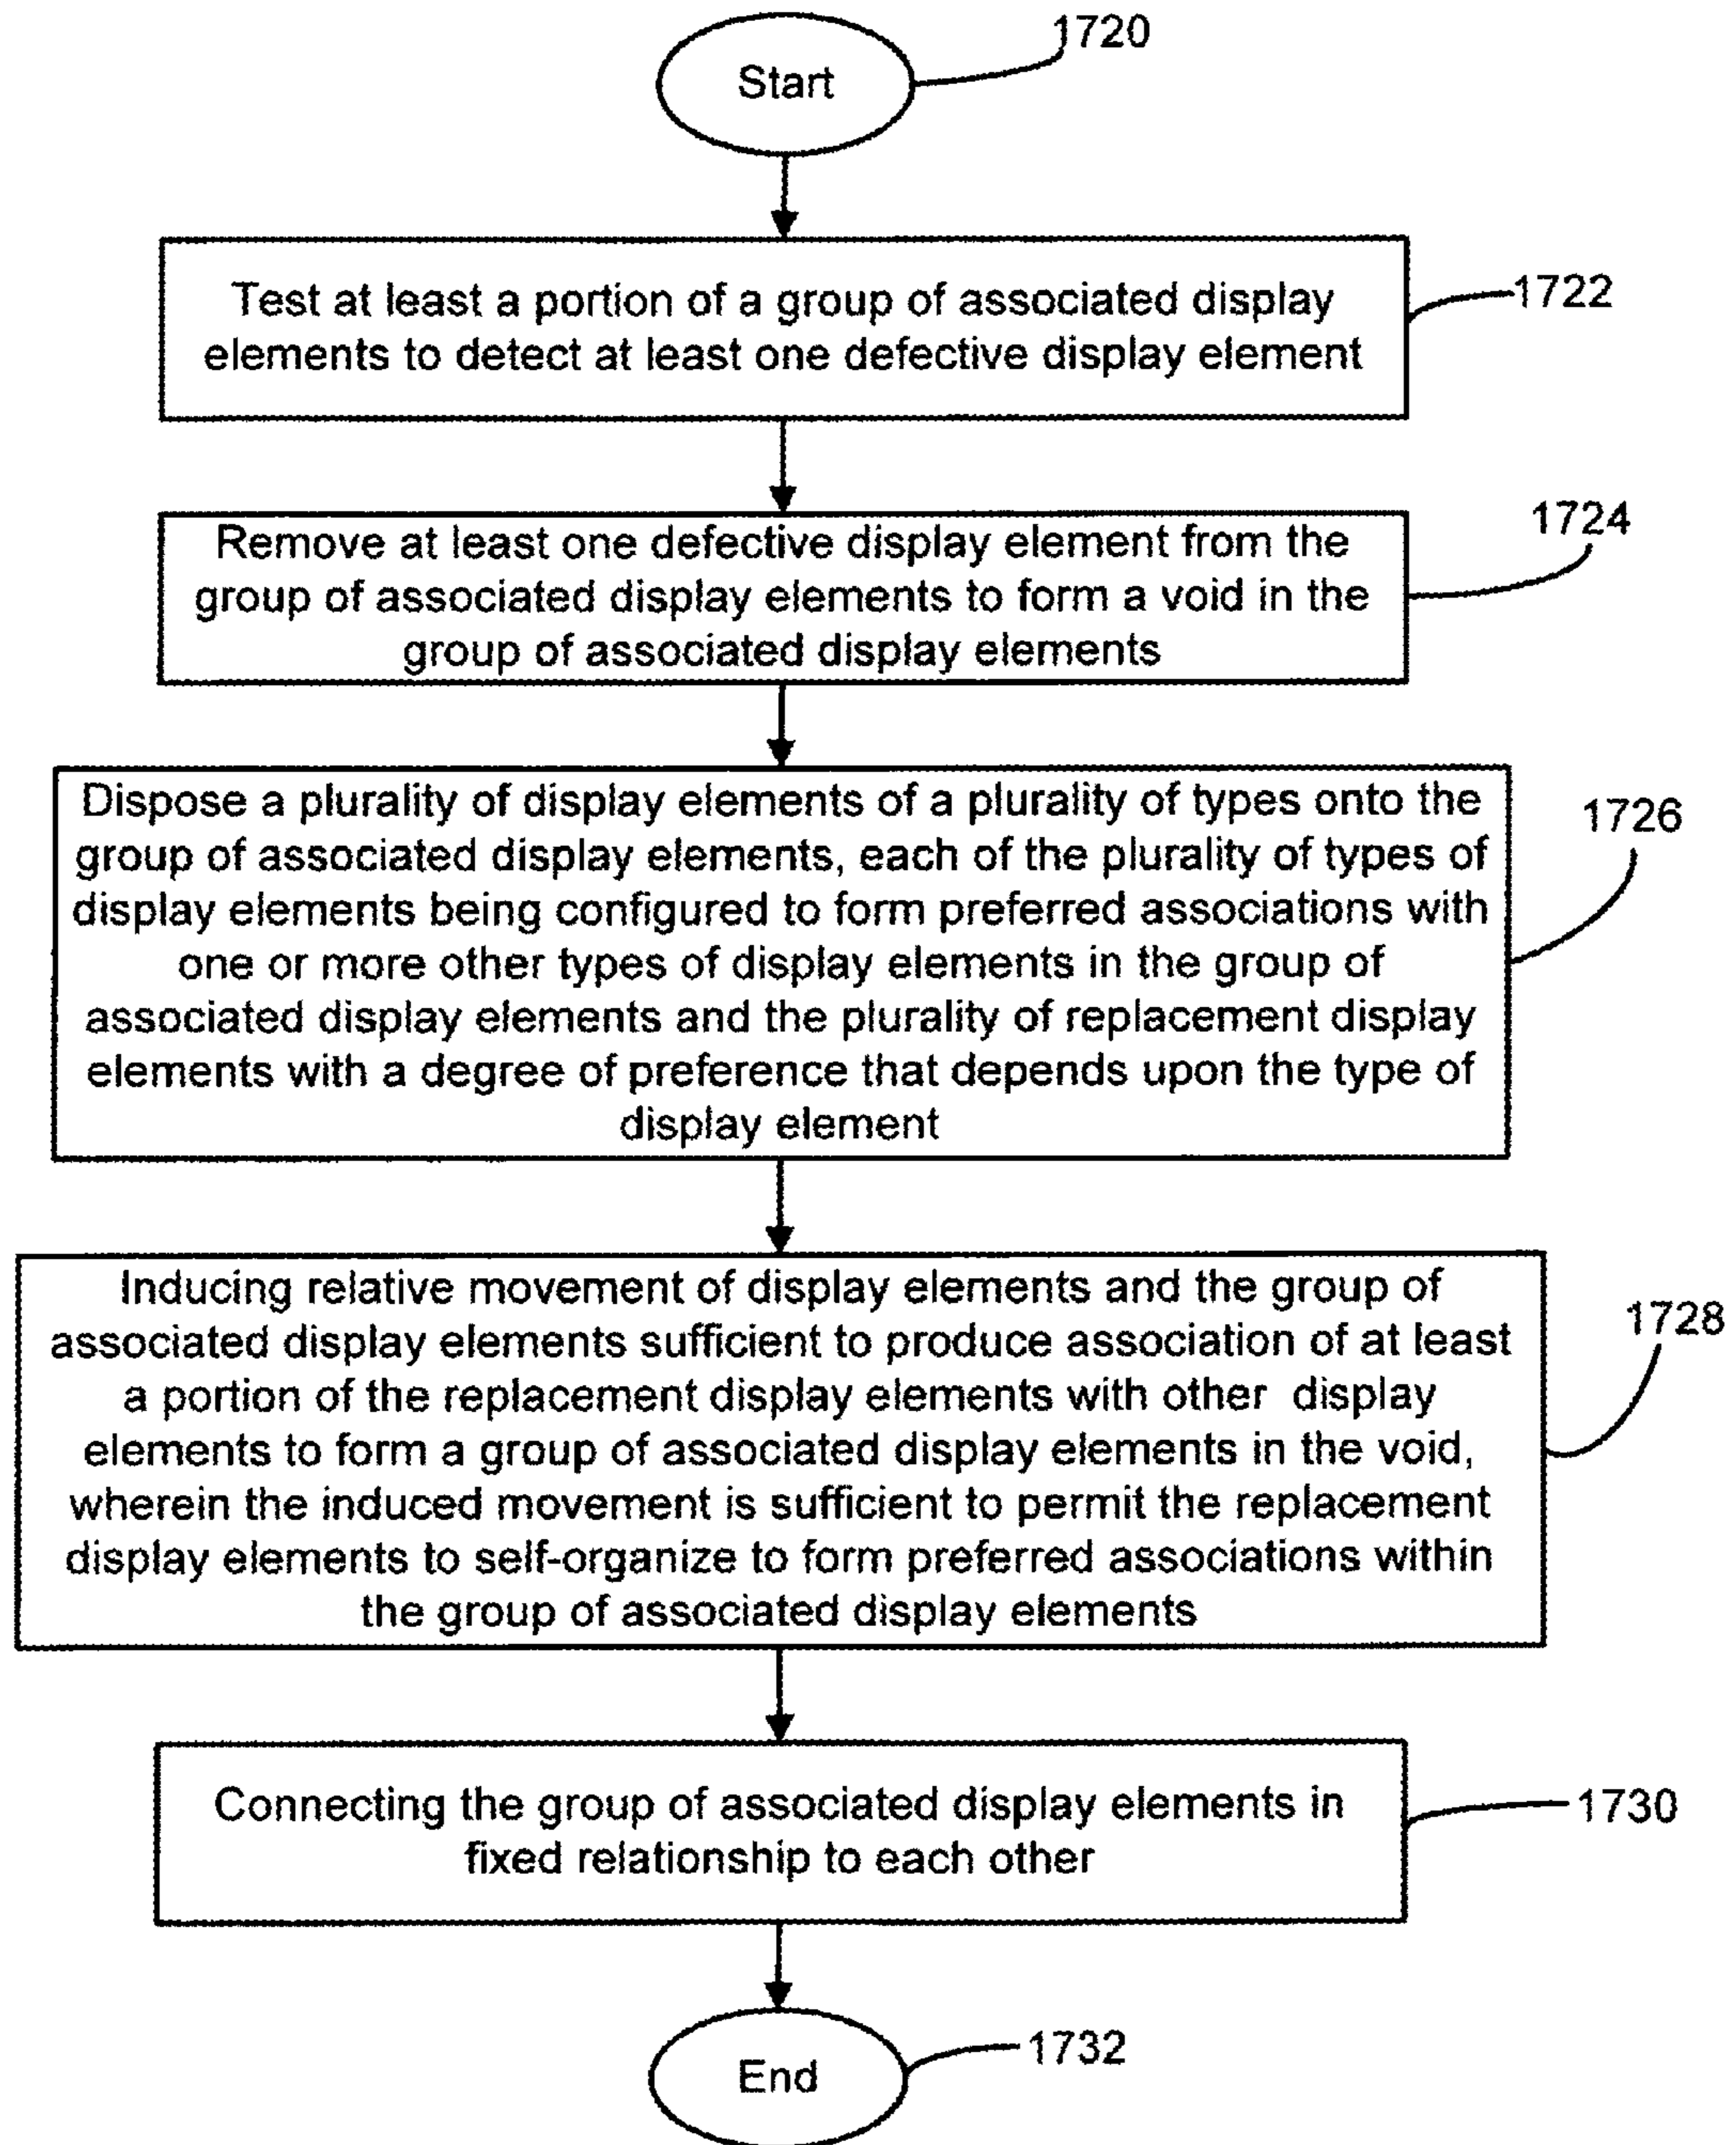 1720
Start
Test at least a portion of a group of associated display
elements to detect at least one defective display element
1722
Remove at least one defective display element from the
group of associated display elements to form a void in the
group of associated display elements
1724
Dispose a plurality of display elements of a plurality of types onto the
group of associated display elements, each of the plurality of types of
display elements being configured to form preferred associations with
one or more other types of display elements in the group of
associated display elements and the plurality of replacement display
elements with a degree of preference that depends upon the type of
display element
1726
Inducing relative movement of display elements and the group of
associated display elements sufficient to produce association of at least
a portion of the replacement display elements with other display
elements to form a group of associated display elements in the void,
wherein the induced movement is sufficient to permit the replacement
display elements to self-organize to form preferred associations within
the group of associated display elements
1728
Connecting the group of associated display elements in
fixed relationship to each other
1730
End
1732